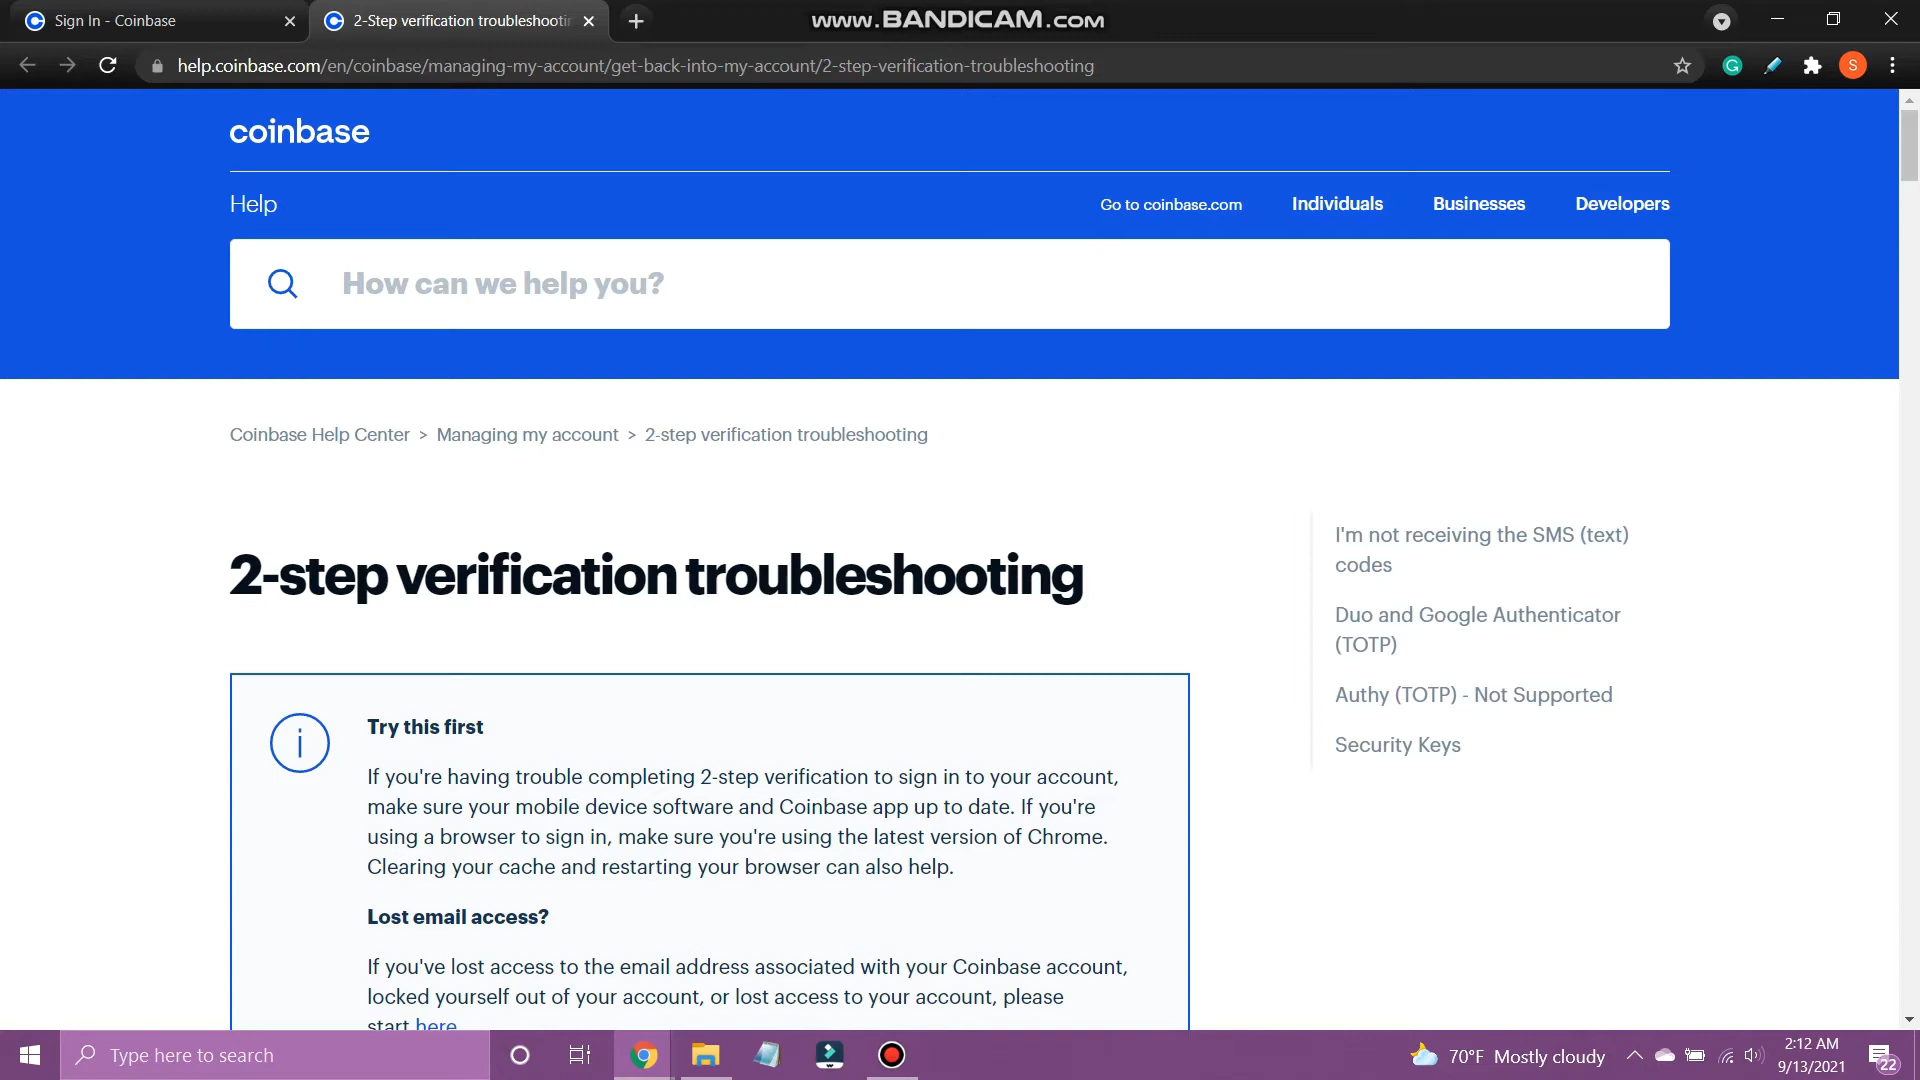 Sign In - Coinbase
2-Step verification troubleshootin
www.BANDICAM.com
help.coinbase.com/en/coinbase/managing-my-account/get-back-into-my-account/2-step-verification-troubleshooting
S
coinbase
Help
Go to coinbase.com
Individuals
Businesses
Developers
How can we help you?
Coinbase Help Center > Managing my account > 2-step verification troubleshooting
2-step verification troubleshooting
I'm not receiving the SMS (text)
codes
Duo and Google Authenticator
(TOTP)
Authy (TOTP) - Not Supported
Security Keys
Try this first
If you're having trouble completing 2-step verification to sign in to your account,
make sure your mobile device software and Coinbase app up to date. If you're
using a browser to sign in, make sure you're using the latest version of Chrome.
Clearing your cache and restarting your browser can also help.
Lost email access?
If you've lost access to the email address associated with your Coinbase account,
locked yourself out of your account, or lost access to your account, please
start here
Type here to search
70°F Mostly cloudy
2:12 AM
9/13/2021
22